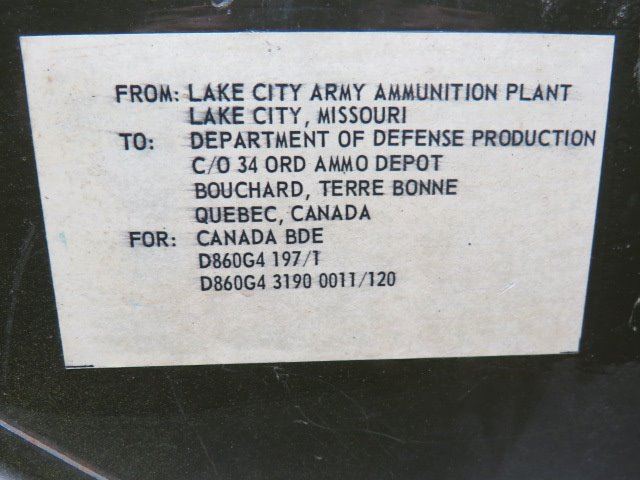 FROM: LAKE CITY ARMY AMMUNITION PLANT
LAKE CITY, MISSOURI
TO: DEPARTMENT OF DEFENSE PRODUCTION
C/O 34 ORD AMMO DEPOT
BOUCHARD, TERRE BONNE
QUEBEC, CANADA
FOR: CANADA BDE
D860G4 197/T
D860G4 3190 0011/120